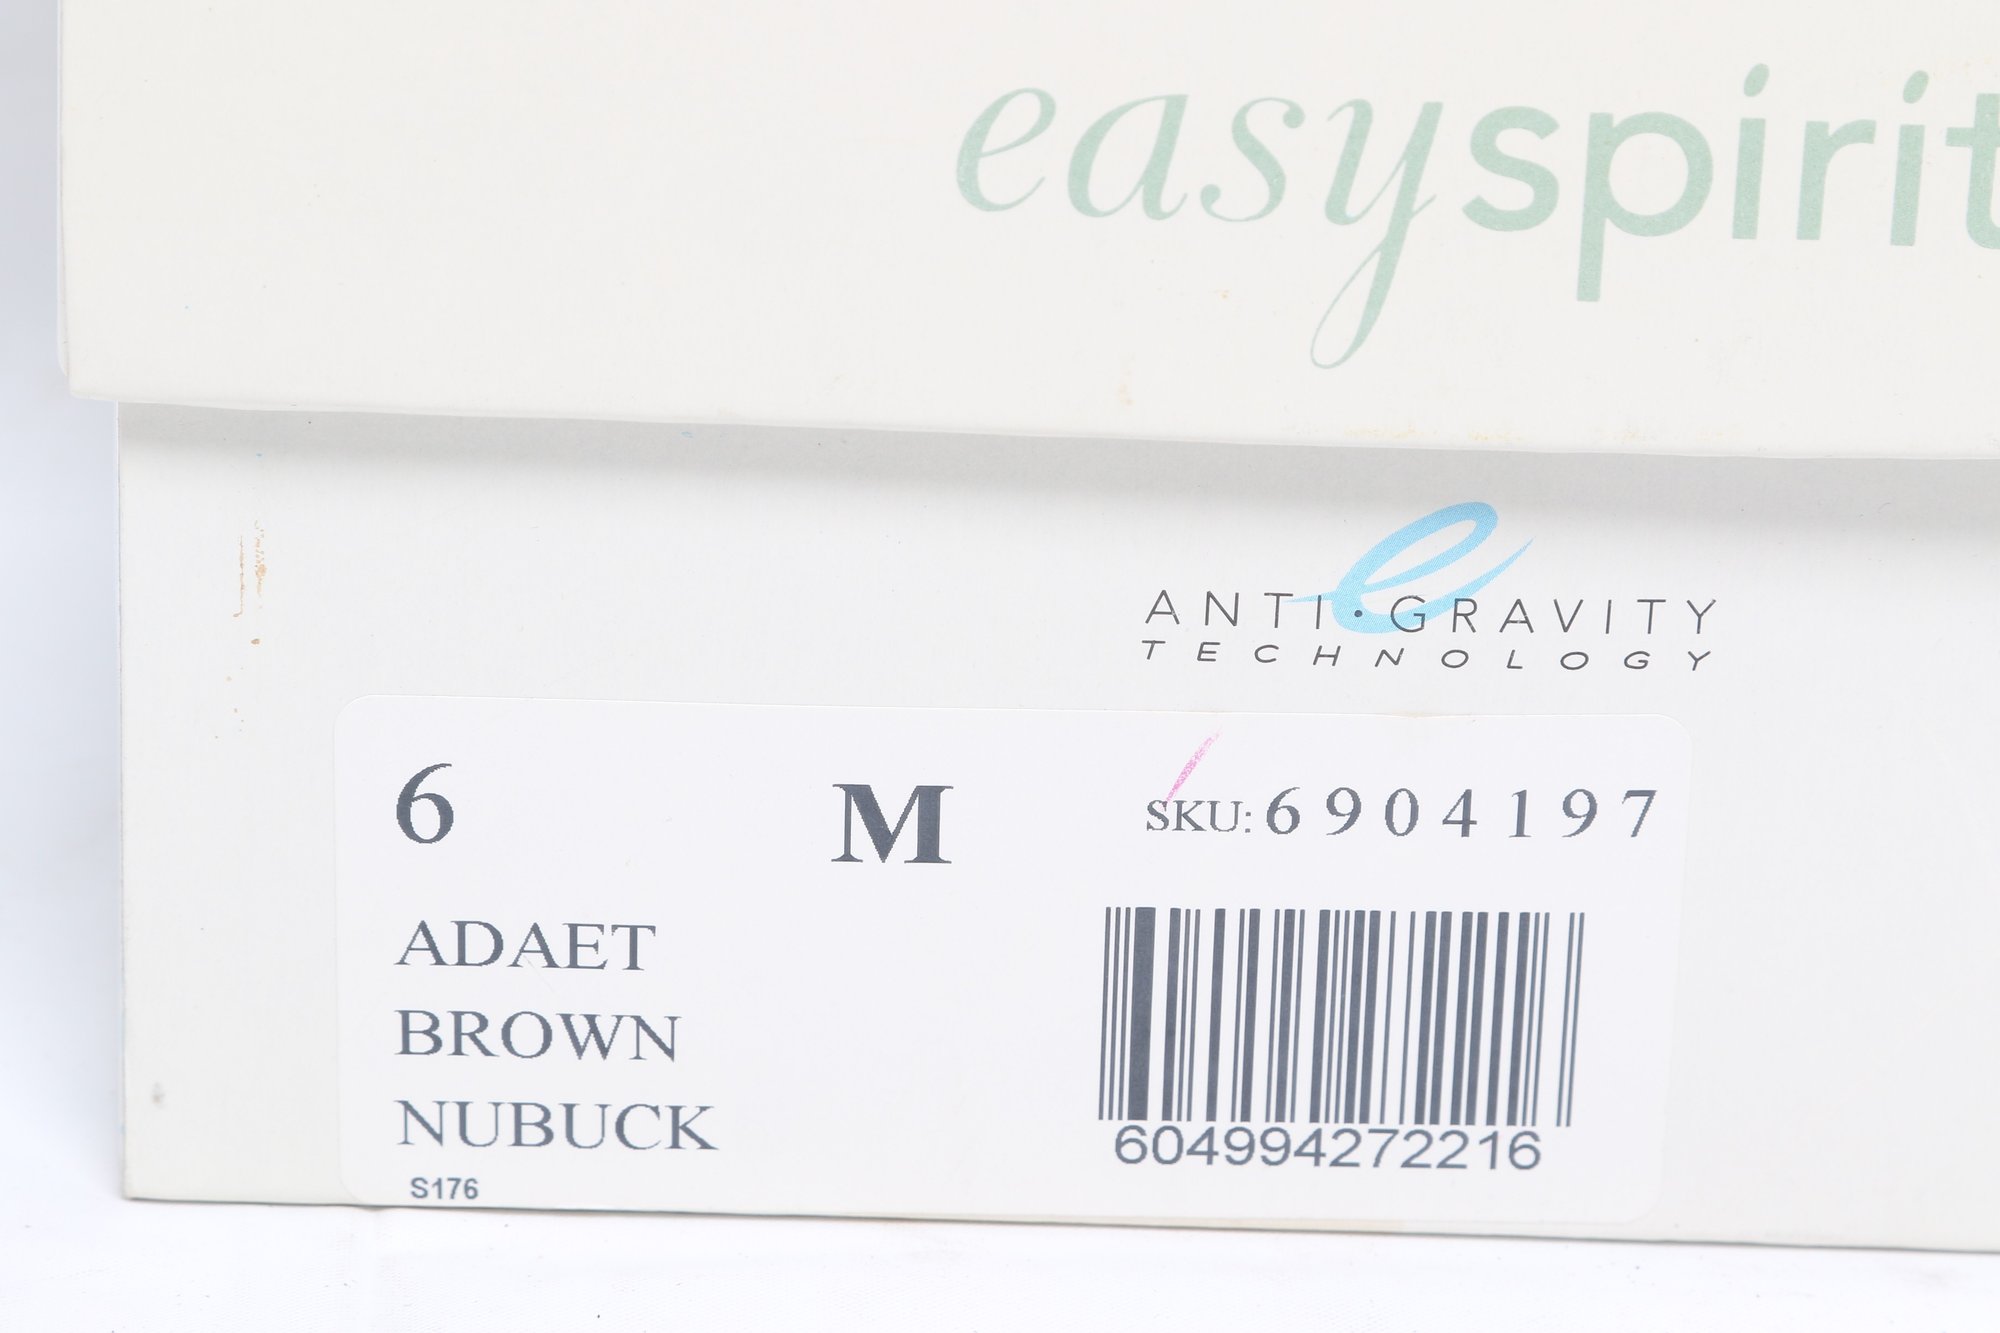 easyspirit
ANTI·GRAVITY
TECHNOLOGY
6 M SKU: 6904197
ADAET
BROWN
NUBUCK
S176
604994272216